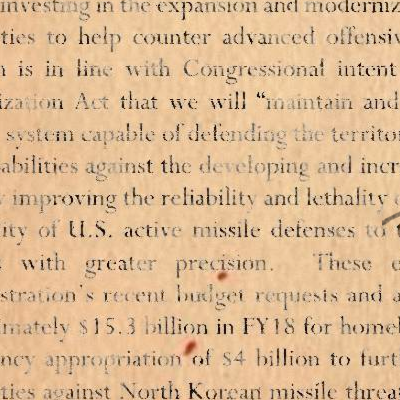 investing in the expansion and moderniz
ties to help counter advanced offensiv
n is in line with Congressional intent
ization Act that we will “maintain and
system capable of defending the territor
abilities against the developing and incr
improving the reliability and lethality
ity of U.S. active missile defenses to t
with greater precision. These e
stration's recent budget requests and a
imately $15.3 billion in FY18 for homel
ncy appropriation of $4 billion to furt
ties against North Korean missile threa